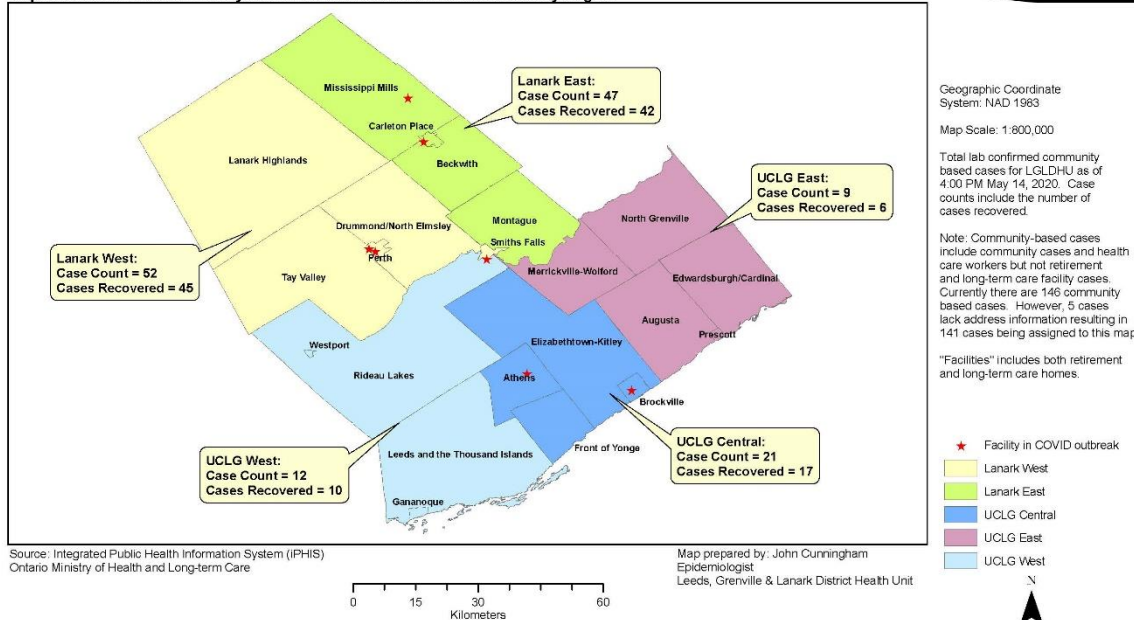 Mississippi Mills
Carleton Place
Lanark Highlands
Beckwith
Drummond/North Elmsley
Montague
Smiths Falls
Perth
Tay Valley
North Grenville
Merrickville-Wolford
Edwardsburgh/Cardinal
Augusta
Prescott
Westport
Rideau Lakes
Elizabethtown-Kitley
Athens
Brockville
Front of Yonge
Leeds and the Thousand Islands
Gananoque
Lanark East:
Case Count = 47
Cases Recovered = 42
UCLG East:
Case Count = 9
Cases Recovered = 6
Lanark West:
Case Count = 52
Cases Recovered = 45
UCLG West:
Case Count = 12
Cases Recovered = 10
UCLG Central:
Case Count = 21
Cases Recovered = 17
Geographic Coordinate
System: NAD 1983
Map Scale: 1:800,000
Total lab confirmed community
based cases for LGLDHU as of
4:00 PM May 14, 2020. Case
counts include the number of
cases recovered.
Note: Community-based cases
include community cases and health
care workers but not retirement
and long-term care facility cases.
Currently there are 146 community
based cases. However, 5 cases
lack address information resulting in
141 cases being assigned to this map
"Facilities" includes both retirement
and long-term care homes.
Facility in COVID outbreak
Lanark West
Lanark East
UCLG Central
UCLG East
UCLG West
N
Source: Integrated Public Health Information System (iPHIS)
Ontario Ministry of Health and Long-term Care
Map prepared by: John Cunningham
Epidemiologist
Leeds, Grenville & Lanark District Health Unit
0 15 30 60
Kilometers